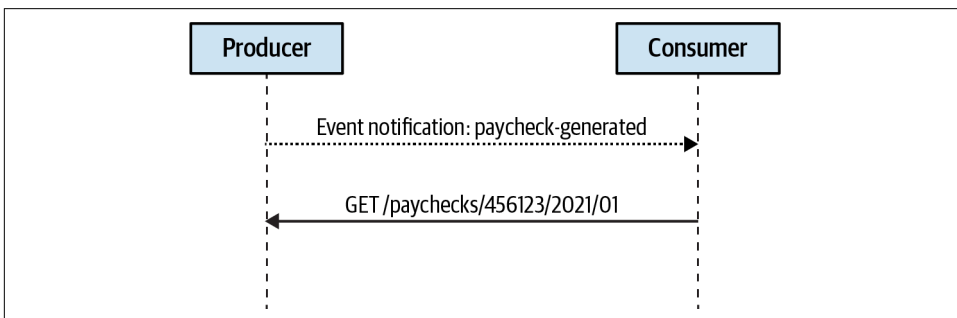 Producer
Consumer
Event notification: paycheck-generated
GET /paychecks/456123/2021/01